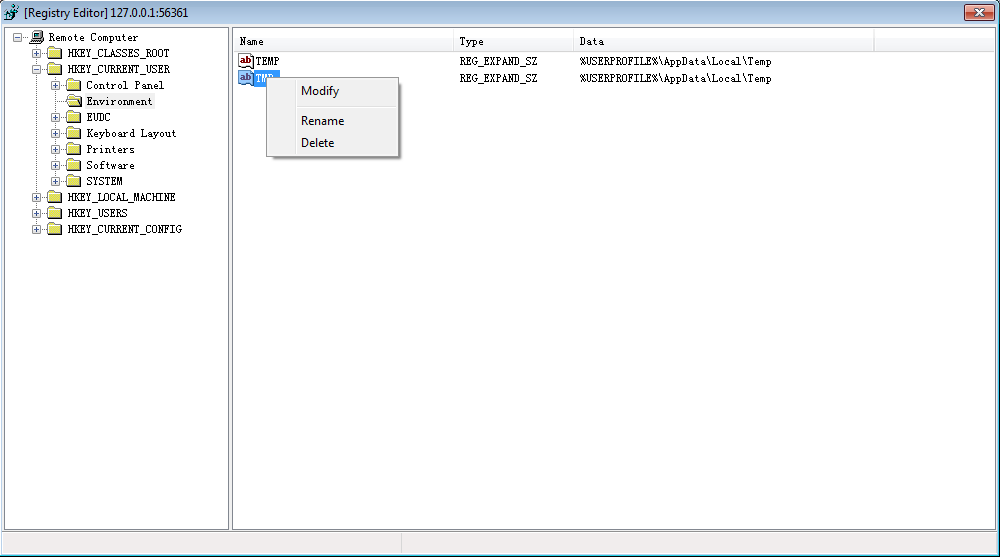 [Registry Editor] 127.0.0.1:56361
Remote Computer
HKEY_CLASSES_ROOT
HKEY_CURRENT_USER
Control Panel
Environment
EUDC
Keyboard Layout
Printers
Software
SYSTEM
HKEY_LOCAL_MACHINE
HKEY_USERS
HKEY_CURRENT_CONFIG
Name Type Data
ab TEMP REG_EXPAND_SZ %USERPROFILE%\AppData\Local\Temp
ab TMP REG_EXPAND_SZ %USERPROFILE%\AppData\Local\Temp
Modify
Rename
Delete